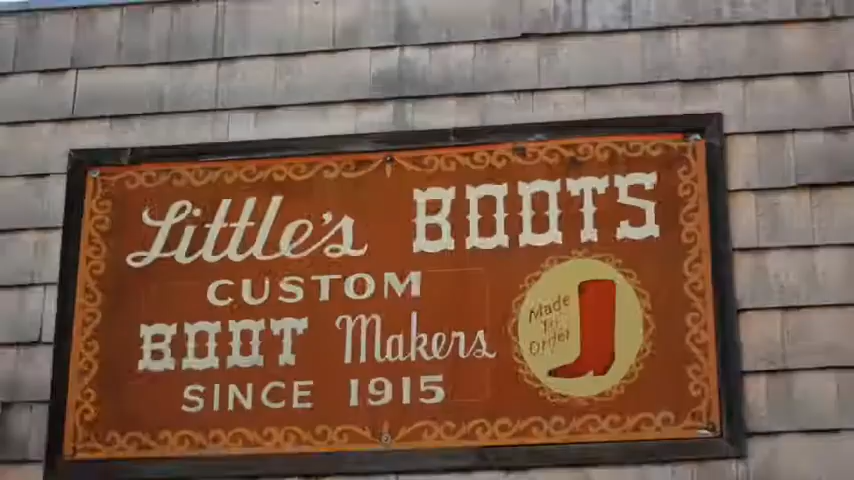 Little's BOOTS
CUSTOM
BOOT Makers
SINCE 1915
Made
To
Order